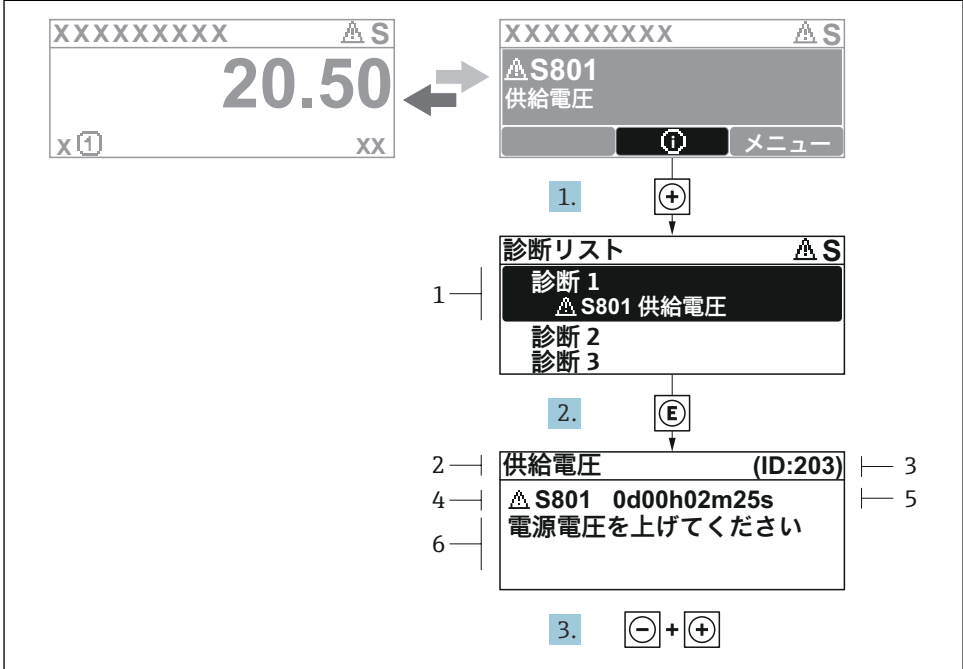 XXXXXXXXX ⚠ S
20.50
X ① XX
XXXXXXXXX ⚠ S
⚠S801
供給電圧
ⓘ メニュー
1. ⊕
診断リスト ⚠ S
1
診断 1
⚠ S801 供給電圧
診断 2
診断 3
2. Ⓔ
2 供給電圧 (ID:203) 3
4 ⚠ S801 0d00h02m25s 5
6 電源電圧を上げてください
3. ⊖ + ⊕